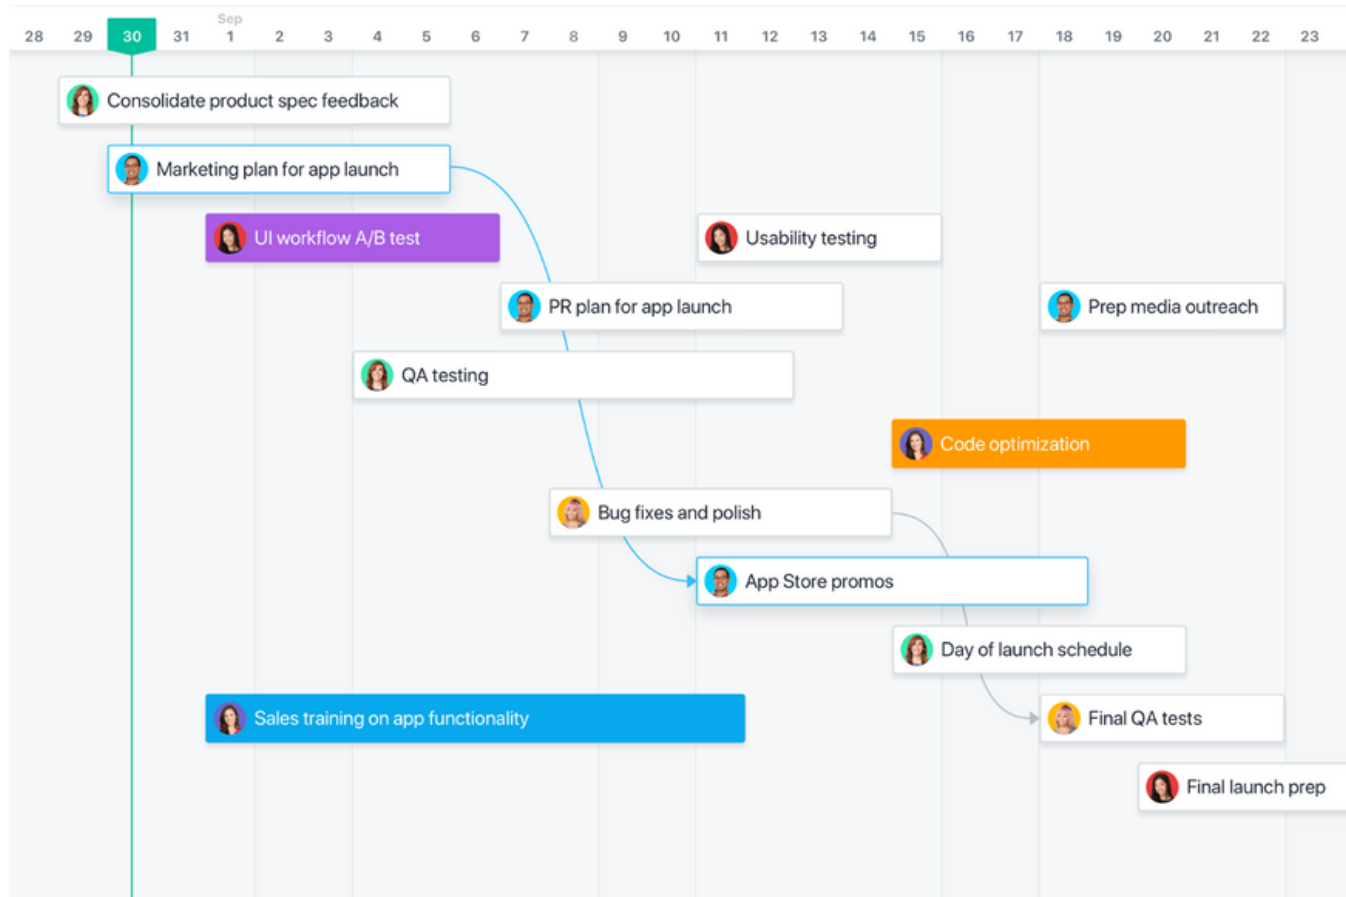 Sep
28 29 30 31 1 2 3 4 5 6 7 8 9 10 11 12 13 14 15 16 17 18 19 20 21 22 23
Consolidate product spec feedback
Marketing plan for app launch
UI workflow A/B test
Usability testing
PR plan for app launch
Prep media outreach
QA testing
Code optimization
Bug fixes and polish
App Store promos
Day of launch schedule
Sales training on app functionality
Final QA tests
Final launch prep